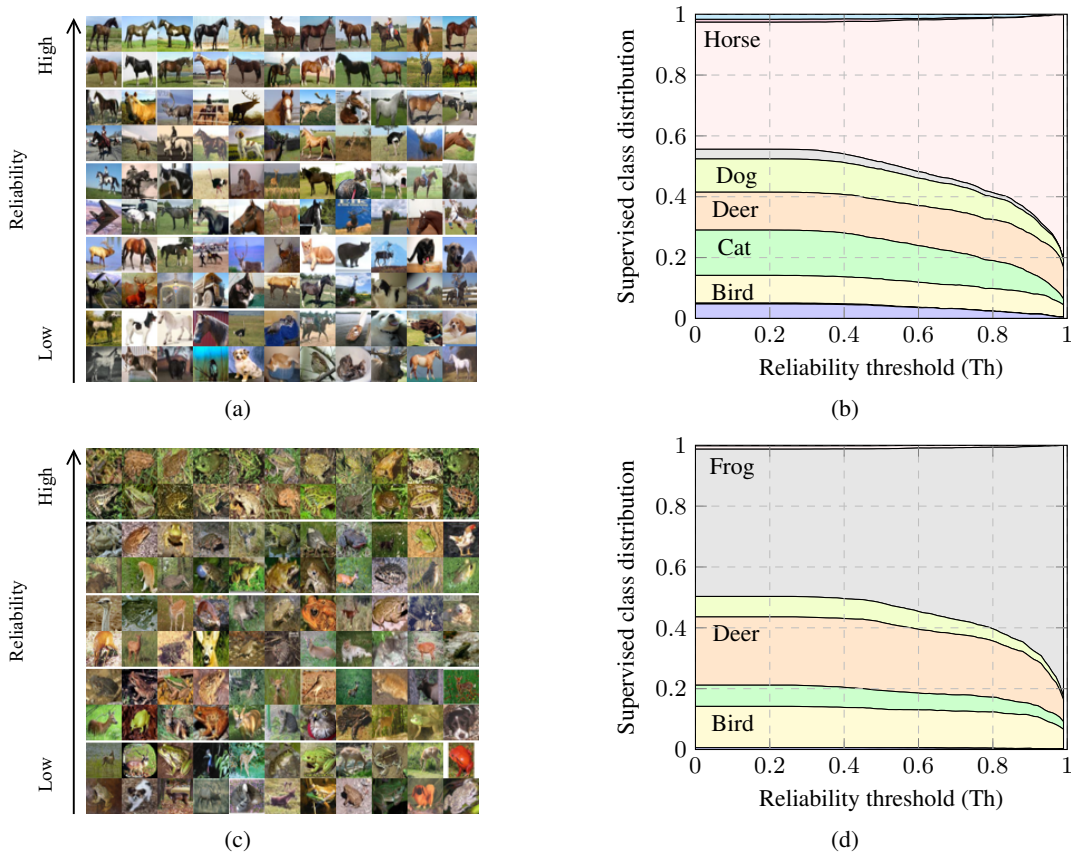 High
Reliability
Low
(a)
Supervised class distribution
1
0.8
0.6
0.4
0.2
0
Horse
Dog
Deer
Cat
Bird
0 0.2 0.4 0.6 0.8 1
Reliability threshold (Th)
(b)
High
Reliability
Low
(c)
Supervised class distribution
1
0.8
0.6
0.4
0.2
0
Frog
Deer
Bird
0 0.2 0.4 0.6 0.8 1
Reliability threshold (Th)
(d)